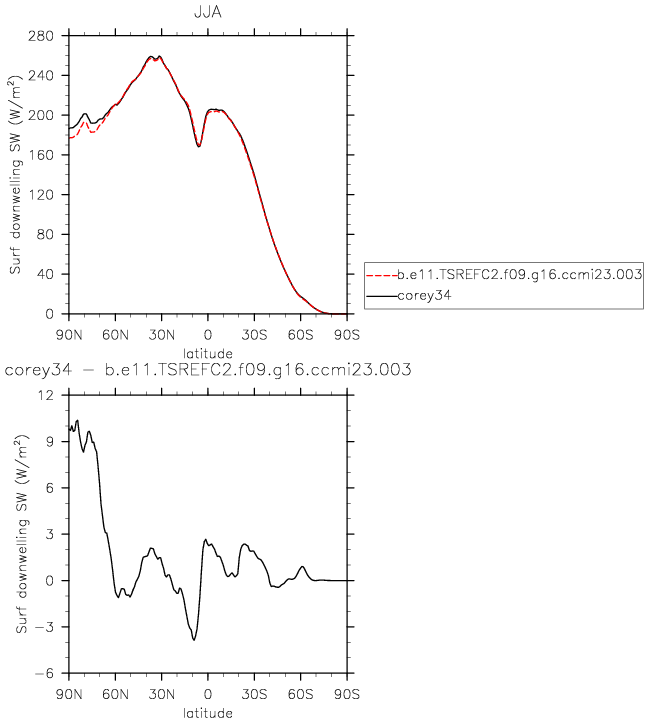 JJA
280
240
200
160
120
80
40
0
Surf downwelling SW (W/m²)
90N 60N 30N 0 30S 60S 90S
latitude
b.e11.TSREFC2.f09.g16.ccmi23.003
corey34
corey34 − b.e11.TSREFC2.f09.g16.ccmi23.003
12
9
6
3
0
−3
−6
Surf downwelling SW (W/m²)
90N 60N 30N 0 30S 60S 90S
latitude